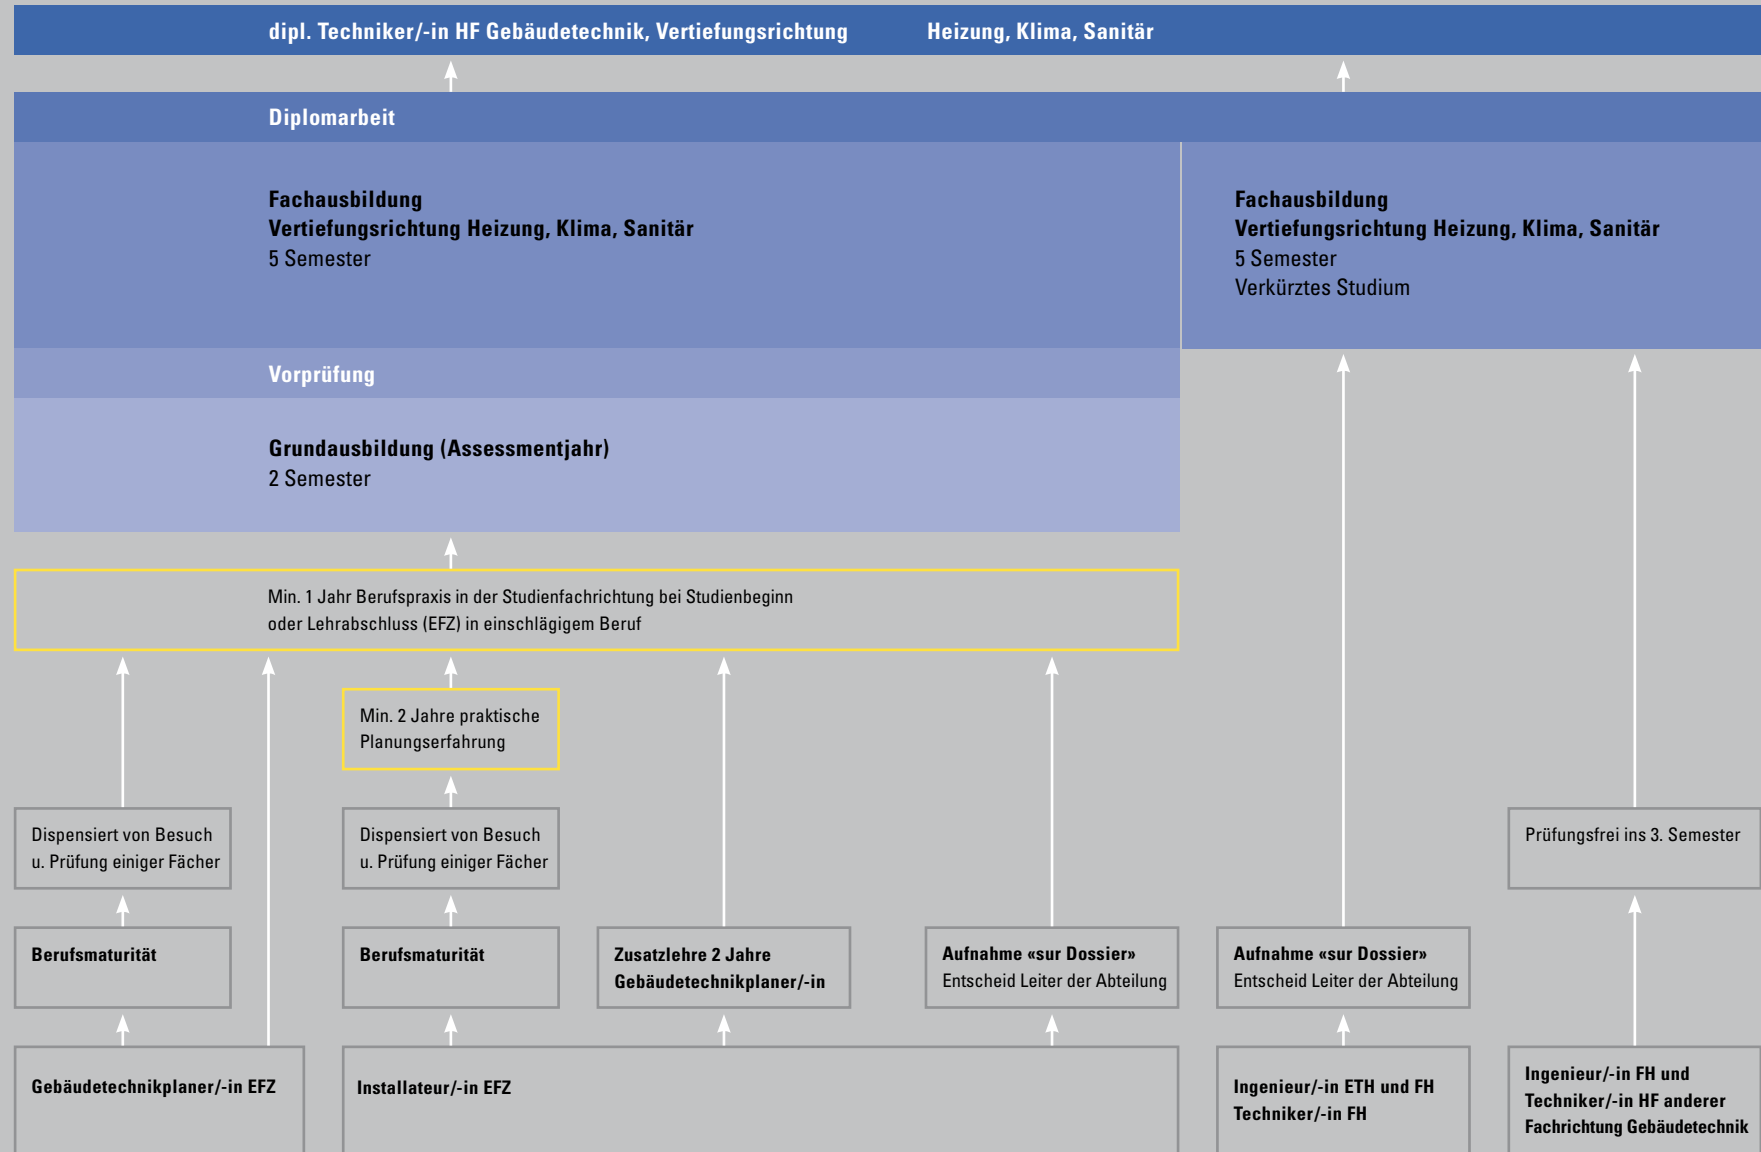 dipl. Techniker/-in HF Gebäudetechnik, Vertiefungsrichtung Heizung, Klima, Sanitär
Diplomarbeit
Fachausbildung
Vertiefungsrichtung Heizung, Klima, Sanitär
5 Semester
Fachausbildung
Vertiefungsrichtung Heizung, Klima, Sanitär
5 Semester
Verkürztes Studium
Vorprüfung
Grundausbildung (Assessmentjahr)
2 Semester
Min. 1 Jahr Berufspraxis in der Studienfachrichtung bei Studienbeginn
oder Lehrabschluss (EFZ) in einschlägigem Beruf
Min. 2 Jahre praktische
Planungserfahrung
Dispensiert von Besuch
u. Prüfung einiger Fächer
Dispensiert von Besuch
u. Prüfung einiger Fächer
Prüfungsfrei ins 3. Semester
Berufsmaturität
Berufsmaturität
Zusatzlehre 2 Jahre
Gebäudetechnikplaner/-in
Aufnahme «sur Dossier»
Entscheid Leiter der Abteilung
Aufnahme «sur Dossier»
Entscheid Leiter der Abteilung
Gebäudetechnikplaner/-in EFZ
Installateur/-in EFZ
Ingenieur/-in ETH und FH
Techniker/-in FH
Ingenieur/-in FH und
Techniker/-in HF anderer
Fachrichtung Gebäudetechnik